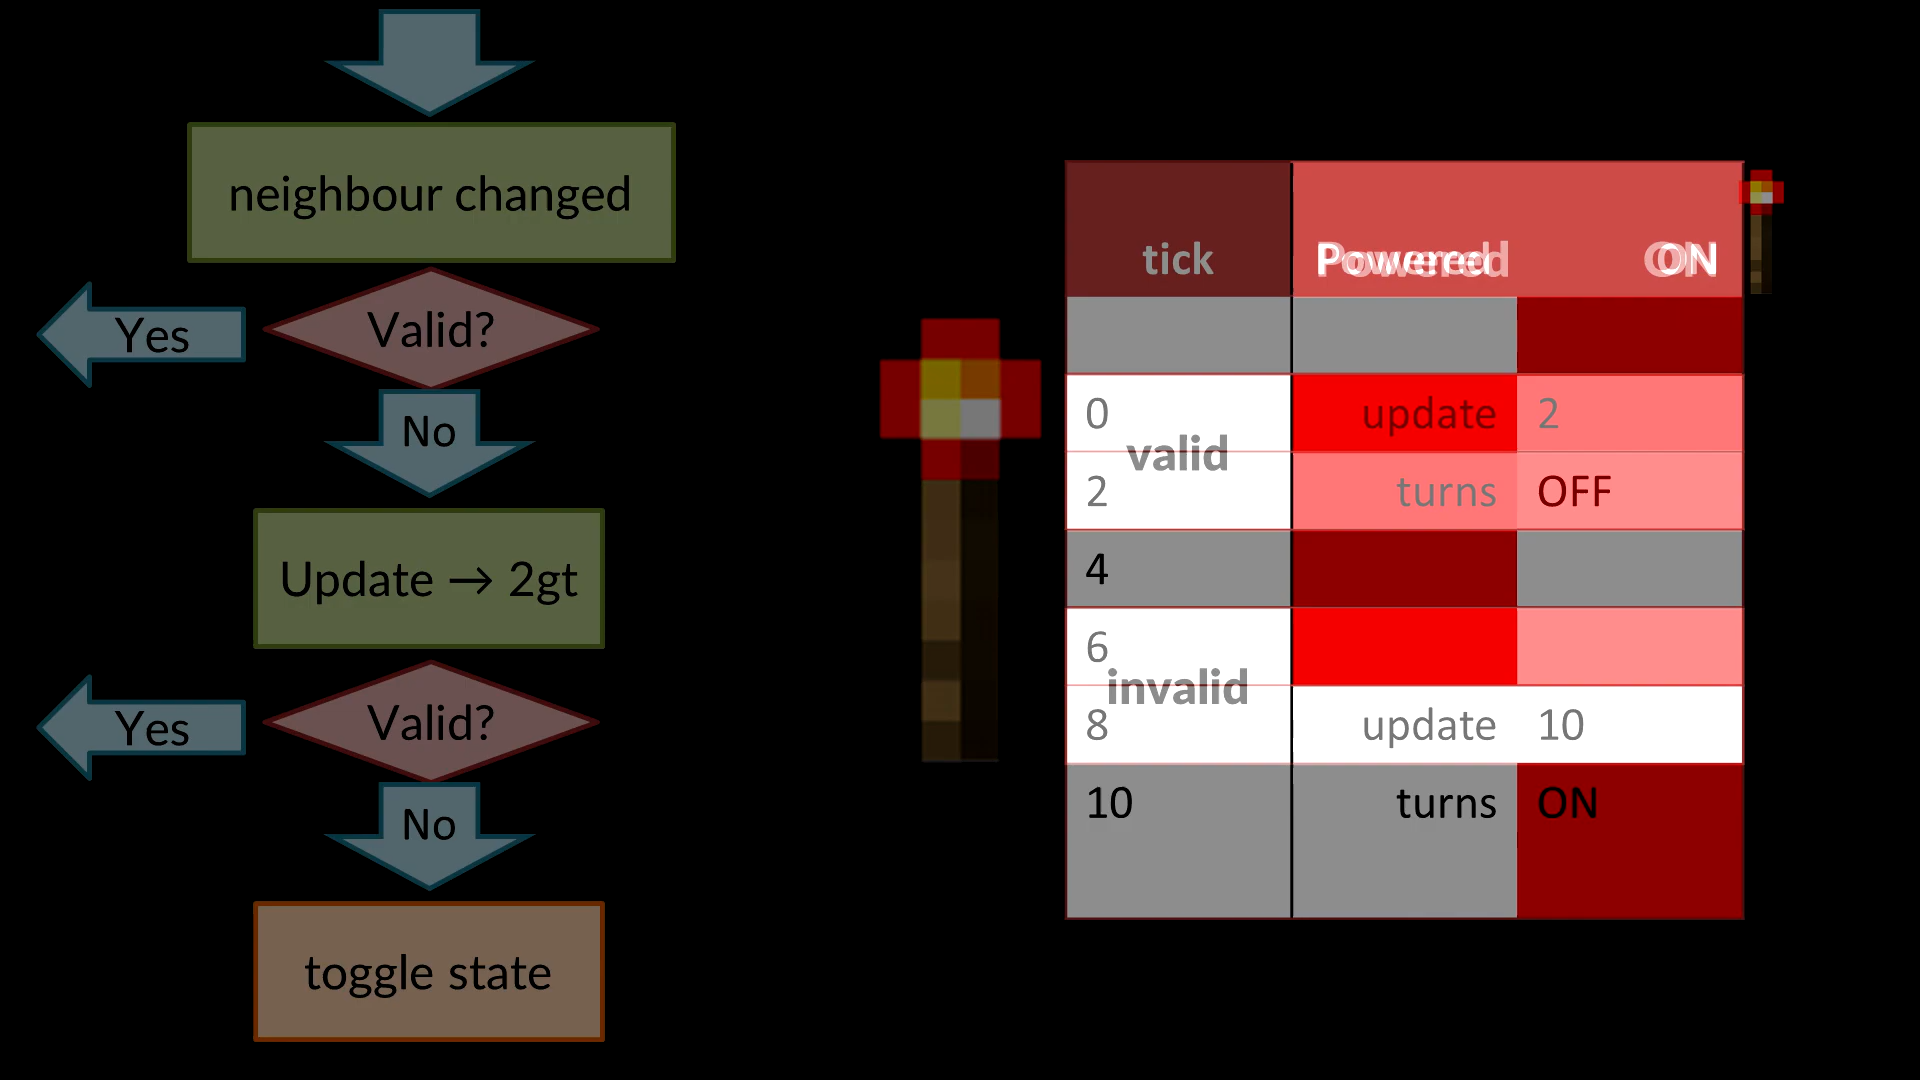 neighbour changed
Valid?
Yes
No
Update → 2gt
Valid?
Yes
No
toggle state
tick Powered ON
0 update 2
valid
2 turns OFF
4
6
invalid
8 update 10
10 turns ON